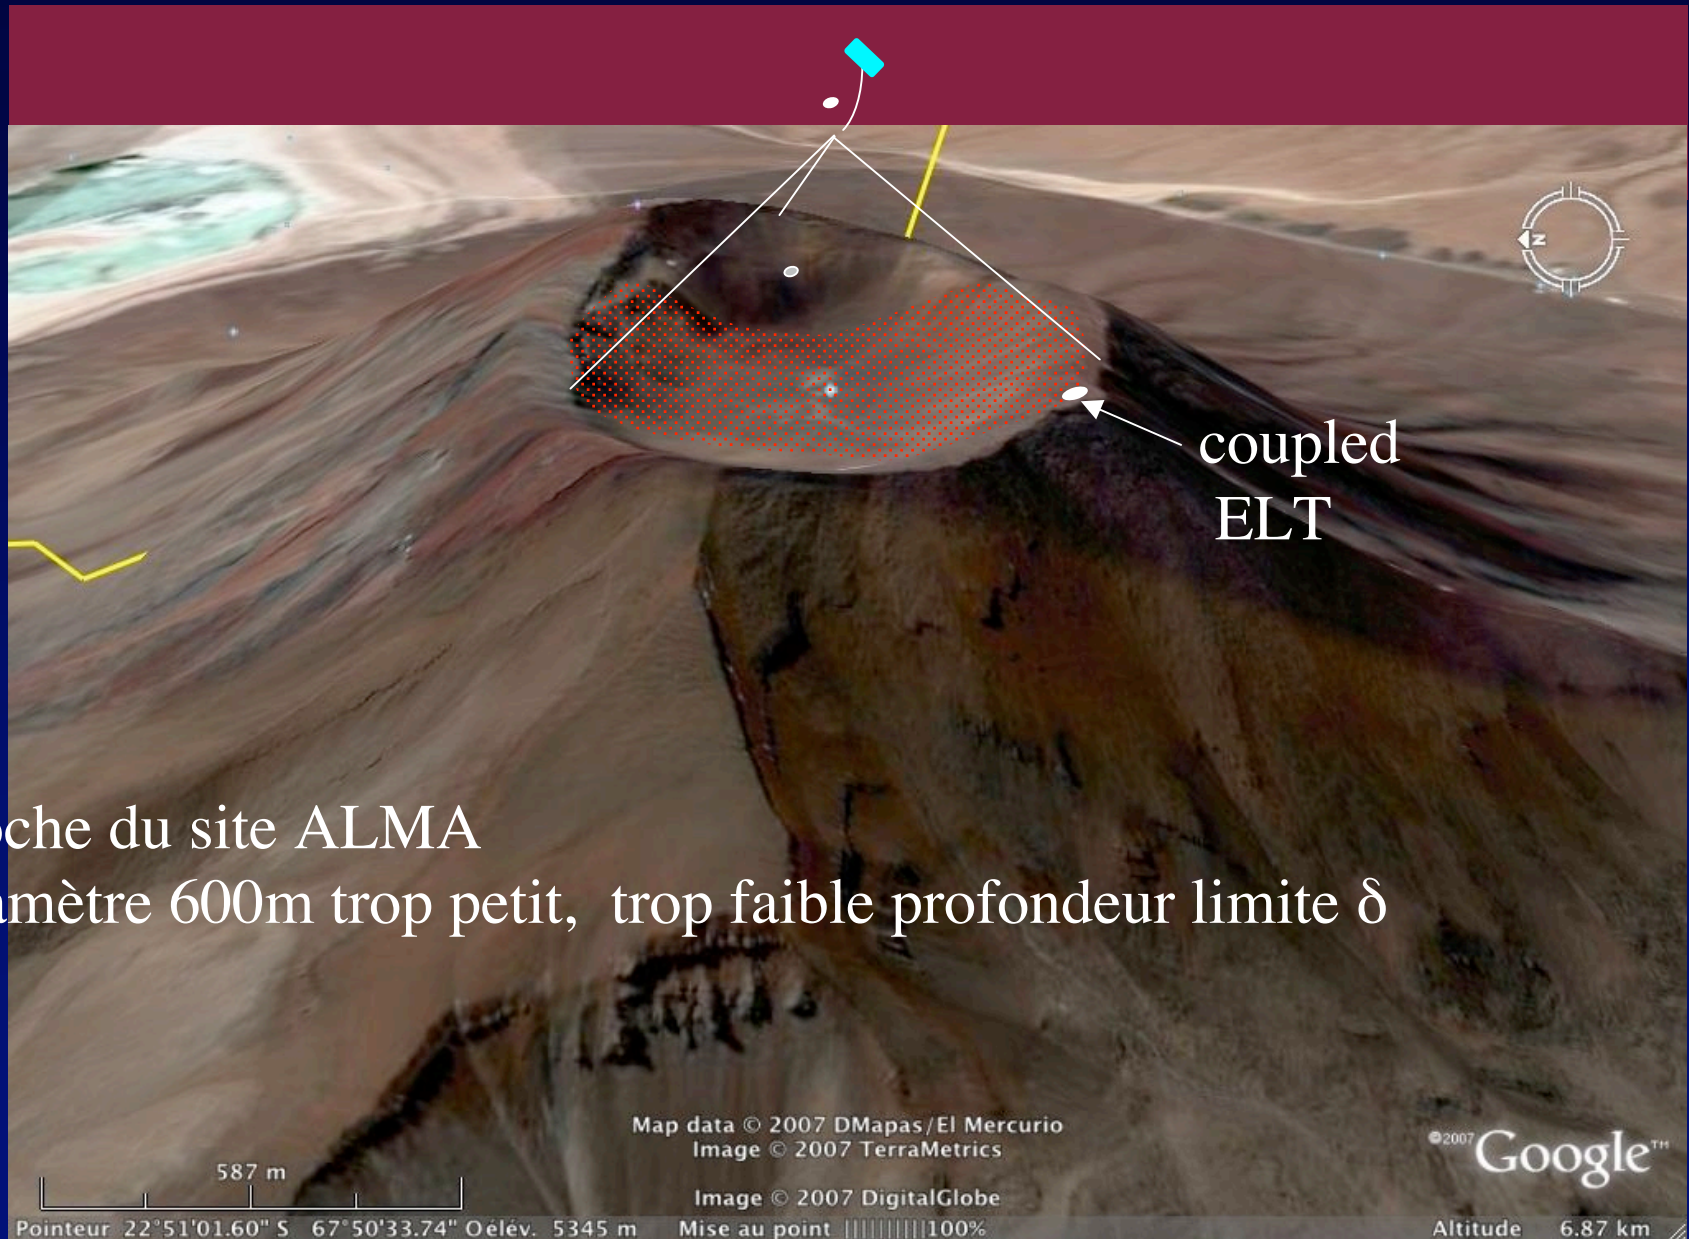 coupled
ELT
oche du site ALMA
amètre 600m trop petit, trop faible profondeur limite δ
Map data © 2007 DMapas/El Mercurio
Image © 2007 TerraMetrics
Image © 2007 DigitalGlobe
©2007 Google™
N
587 m
Pointeur 22°51'01.60" S 67°50'33.74" O élév. 5345 m Mise au point ||||||||||100% Altitude 6.87 km